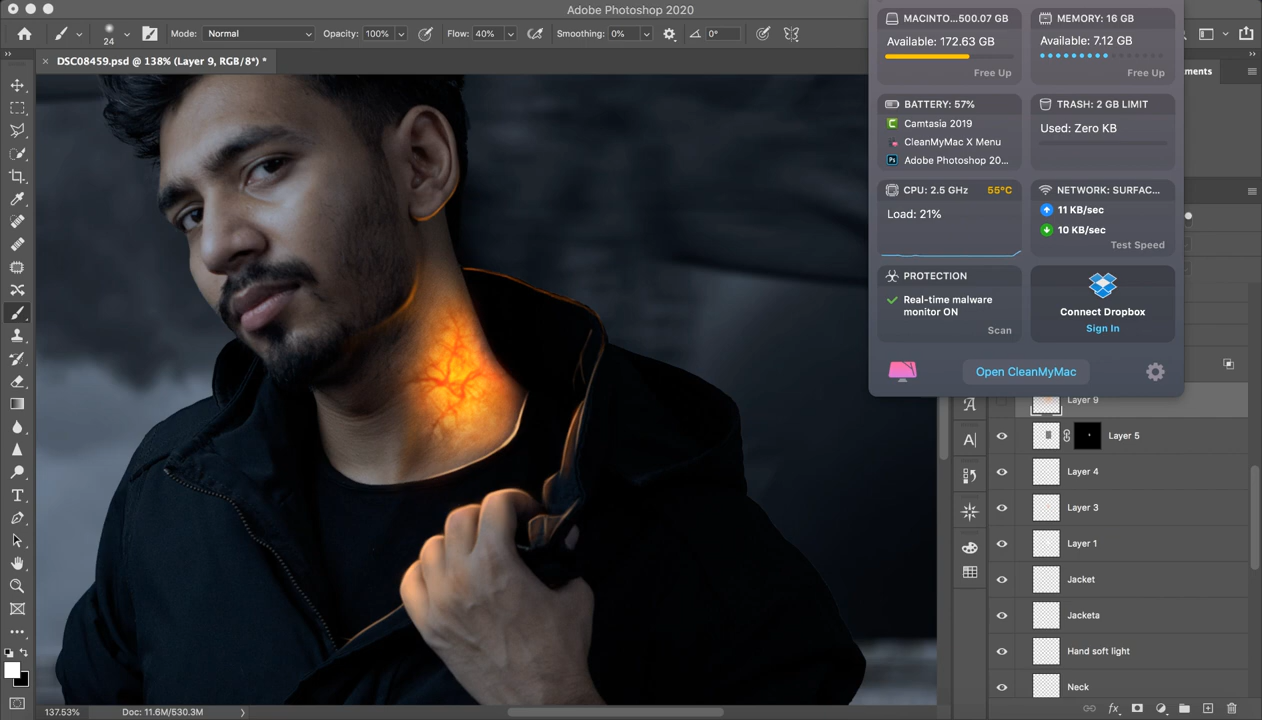 Adobe Photoshop 2020
24
Mode: Normal
Opacity: 100%
Flow: 40%
Smoothing: 0%
0°
DSC08459.psd @ 138% (Layer 9, RGB/8*) *
MACINTO...500.07 GB
Available: 172.63 GB
Free Up
MEMORY: 16 GB
Available: 7.12 GB
Free Up
BATTERY: 57%
Camtasia 2019
CleanMyMac X Menu
Adobe Photoshop 20...
TRASH: 2 GB LIMIT
Used: Zero KB
CPU: 2.5 GHz 55°C
Load: 21%
NETWORK: SURFAC...
11 KB/sec
10 KB/sec
Test Speed
PROTECTION
Real-time malware
monitor ON
Scan
Connect Dropbox
Sign In
Open CleanMyMac
ments
Layer 9
Layer 5
Layer 4
Layer 3
Layer 1
Jacket
Jacketa
Hand soft light
Neck
137.53%
Doc: 11.6M/530.3M